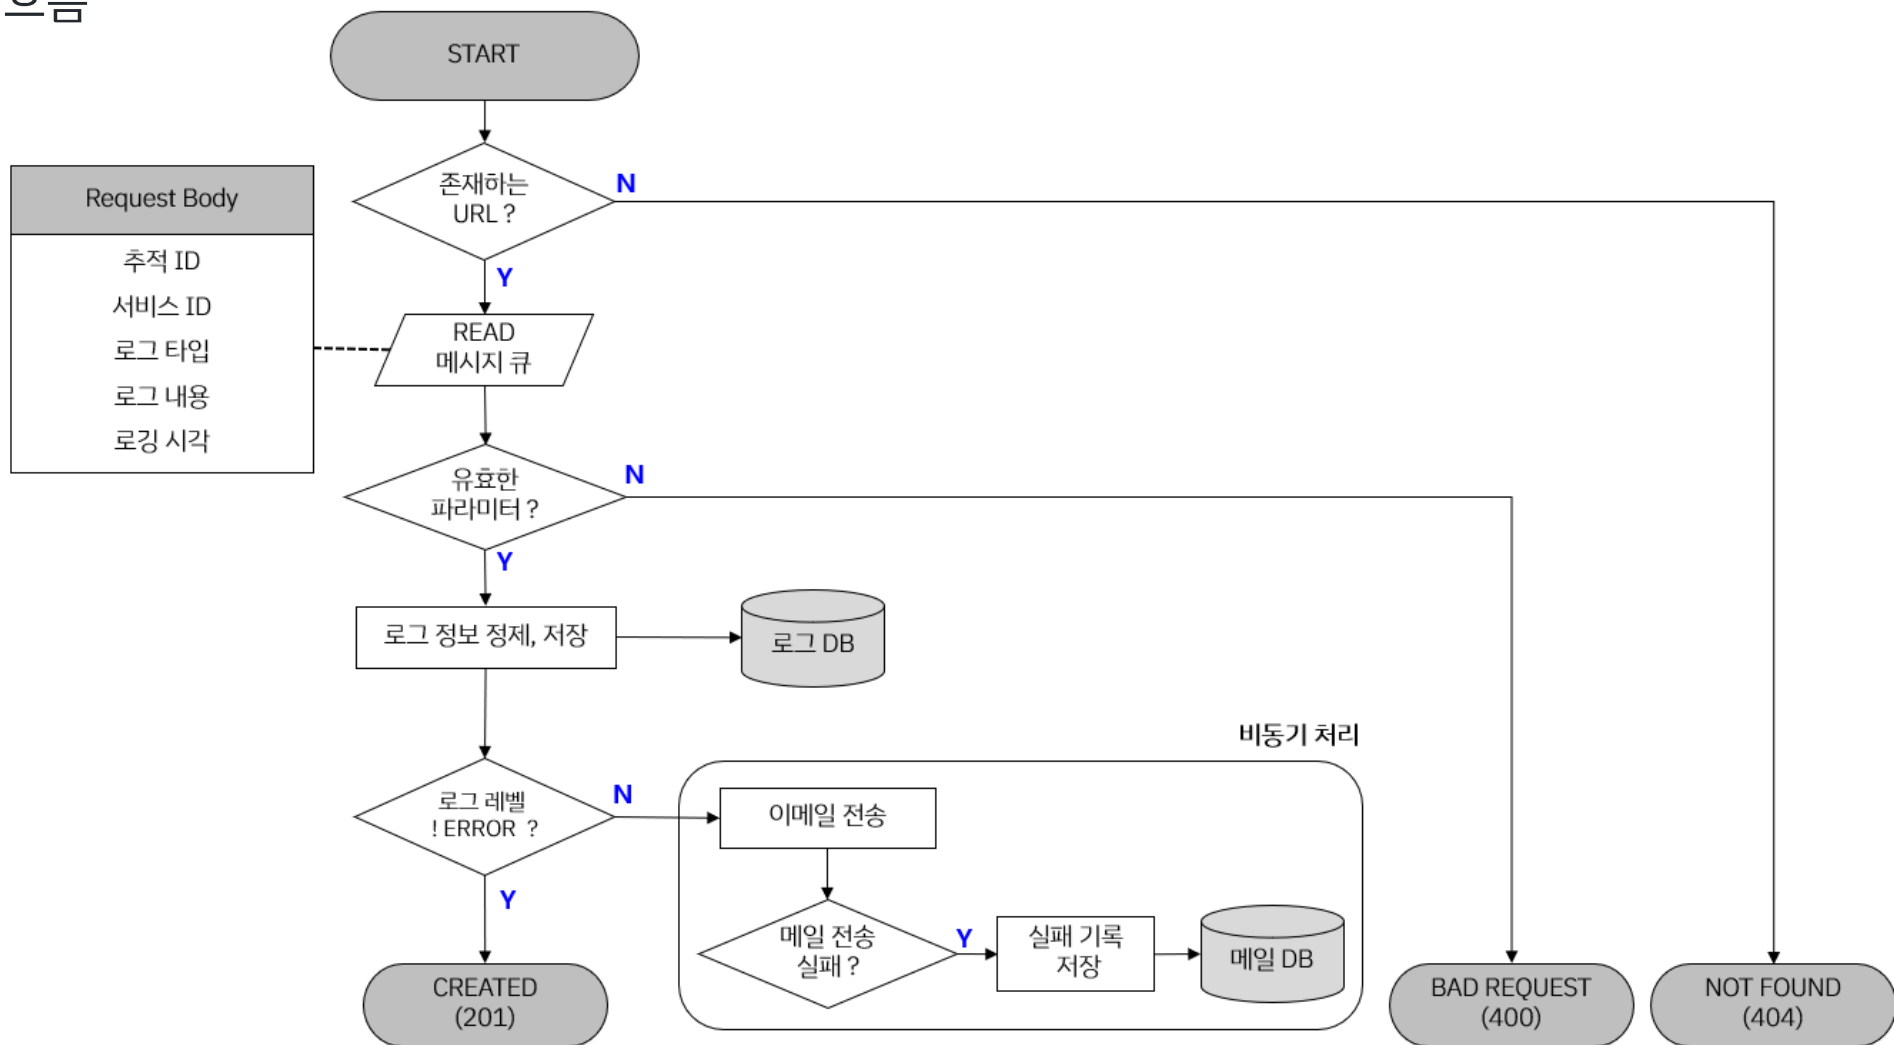 흐름
START
존재하는
URL ?
N
Y
Request Body
추적 ID
서비스 ID
로그 타입
로그 내용
로깅 시각
READ
메시지 큐
유효한
파라미터 ?
N
Y
로그 정보 정제, 저장
로그 DB
비동기 처리
로그 레벨
! ERROR ?
N
Y
이메일 전송
메일 전송
실패 ?
Y
실패 기록
저장
메일 DB
CREATED
(201)
BAD REQUEST
(400)
NOT FOUND
(404)